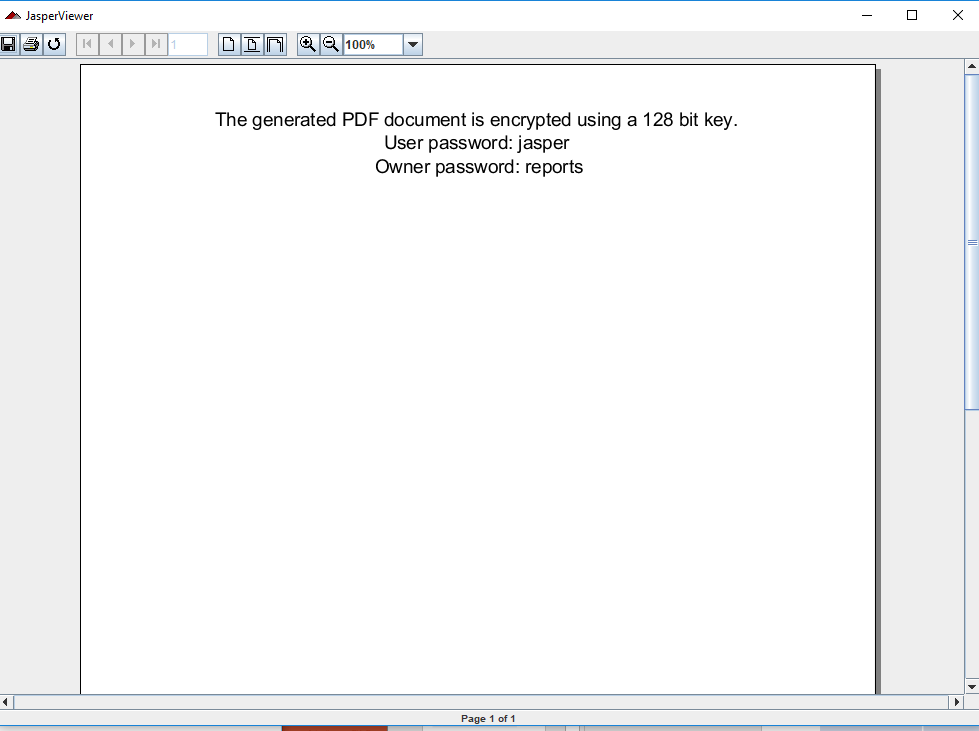 JasperViewer
1
100%
The generated PDF document is encrypted using a 128 bit key.
User password: jasper
Owner password: reports
Page 1 of 1